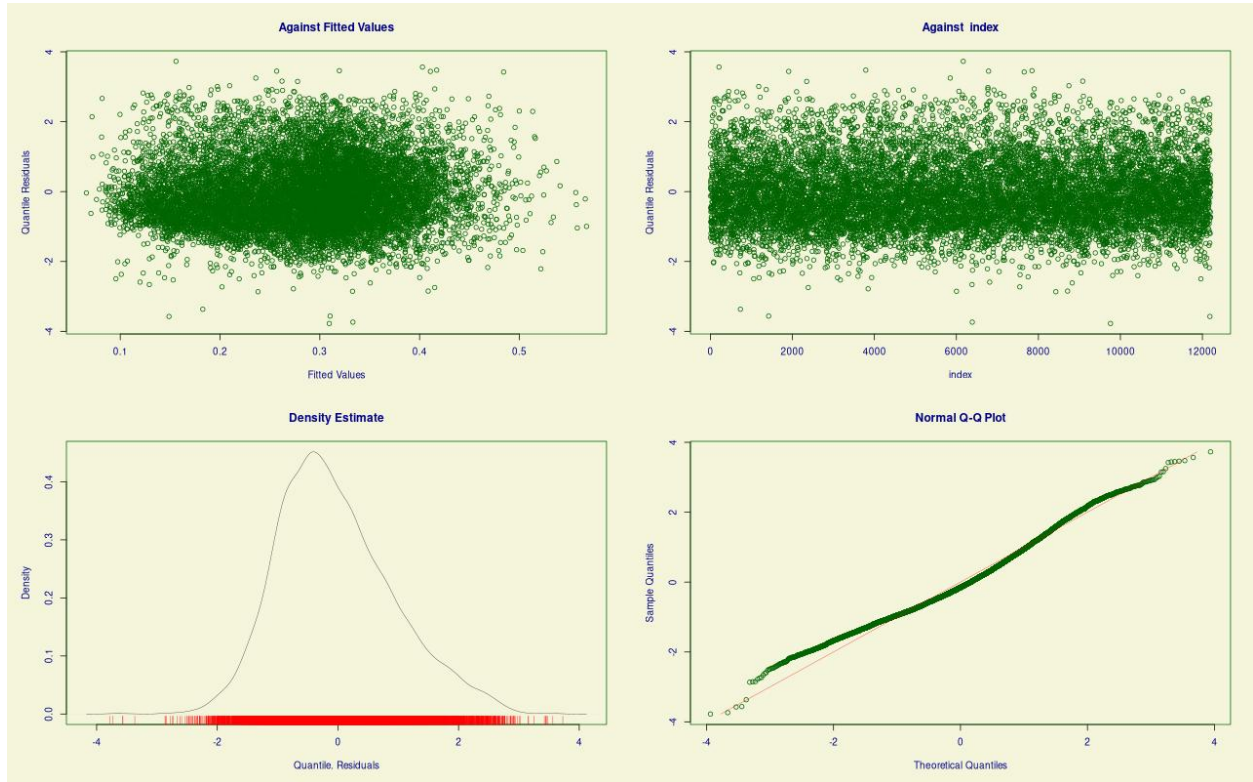 Against Fitted Values
4
2
0
-2
-4
Quantile Residuals
0.1 0.2 0.3 0.4 0.5
Fitted Values
Against index
4
2
0
-2
-4
Quantile Residuals
0 2000 4000 6000 8000 10000 12000
index
Density Estimate
0.4
0.3
0.2
0.1
0.0
Density
-4 -2 0 2 4
Quantile. Residuals
Normal Q-Q Plot
4
2
0
-2
-4
Sample Quantiles
-4 -2 0 2 4
Theoretical Quantiles